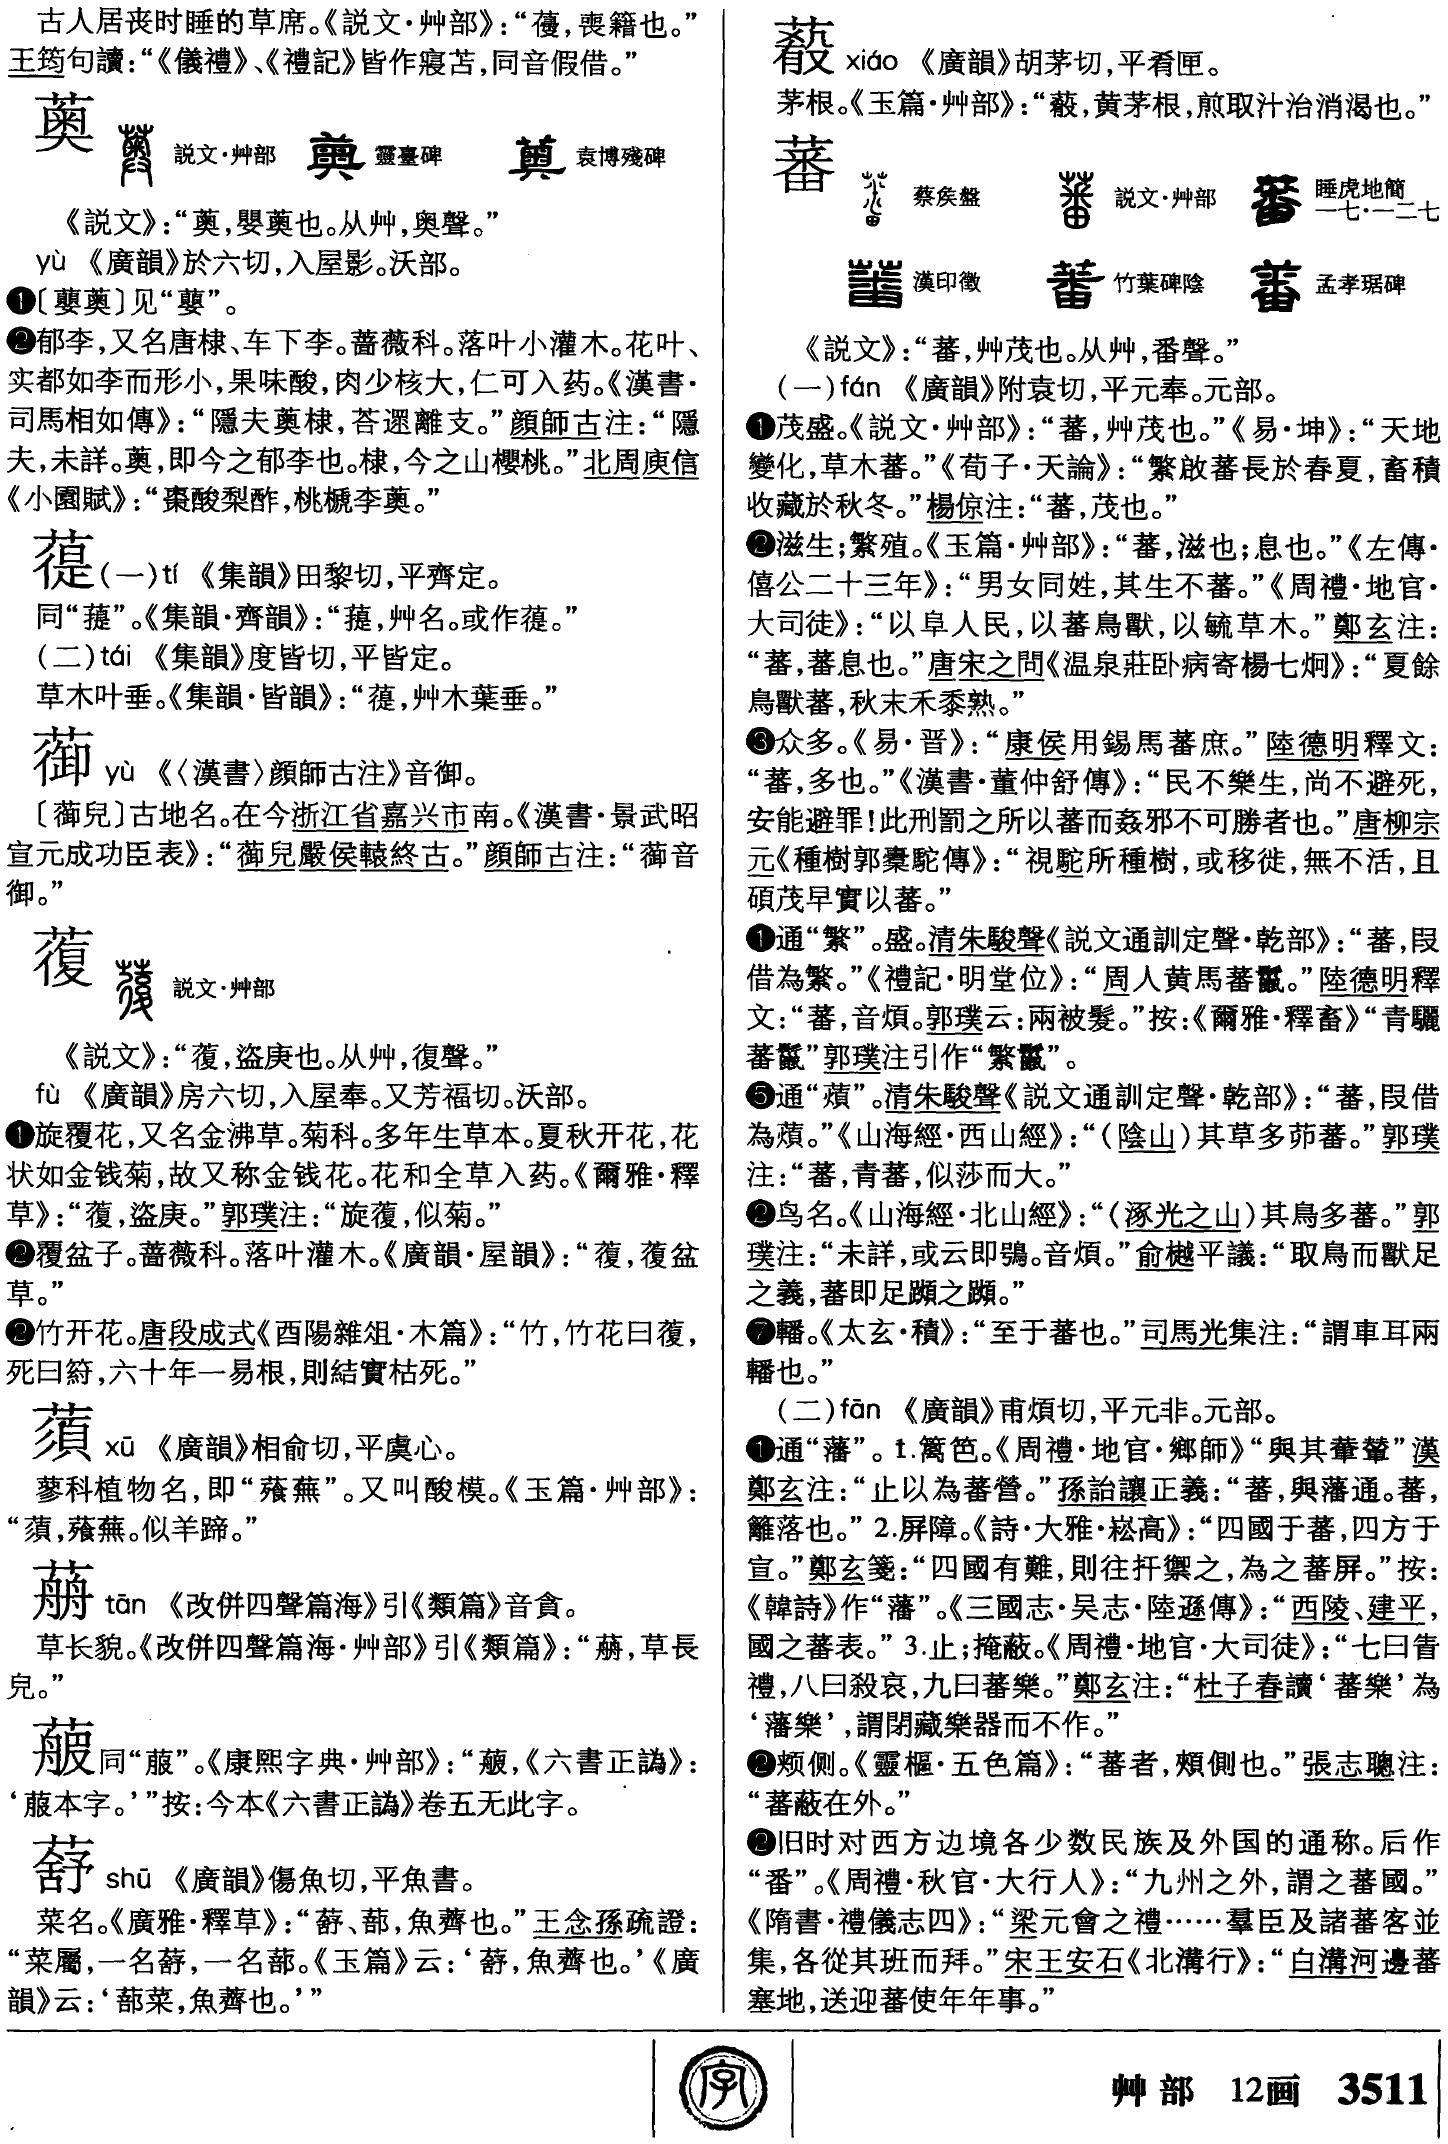 古人居丧时睡的草席。《説文·艸部》：“𦽄，喪籍也。”
王筠句讀：“《儀禮》、《禮記》皆作寢苫，同音假借。”
薁 説文·艸部 靈臺碑 袁博殘碑
《説文》：“薁，嬰薁也。从艸，奥聲。”
yù 《廣韻》於六切，入屋影。沃部。
❶〔蘡薁〕见“蘡”。
❷郁李，又名唐棣、车下李。蔷薇科。落叶小灌木。花叶、
实都如李而形小，果味酸，肉少核大，仁可入药。《漢書·
司馬相如傳》：“隱夫薁棣，荅遝離支。”顔師古注：“隱
夫，未詳。薁，即今之郁李也。棣，今之山櫻桃。”北周庾信
《小園賦》：“棗酸梨酢，桃榹李薁。”
(一)tí 《集韻》田黎切，平齊定。
同“蕛”。《集韻·齊韻》：“蕛，艸名。或作。”
(二)tái 《集韻》度皆切，平皆定。
草木叶垂。《集韻·皆韻》：“，艸木葉垂。”
蓹 yù 《〈漢書〉顔師古注》音御。
〔蓹兒〕古地名。在今浙江省嘉兴市南。《漢書·景武昭
宣元成功臣表》：“蓹兒嚴侯轅終古。”顔師古注：“蓹音
御。”
蕧 説文·艸部
《説文》：“蕧，盜庚也。从艸，復聲。”
fù 《廣韻》房六切，入屋奉。又芳福切。沃部。
❶旋覆花，又名金沸草。菊科。多年生草本。夏秋开花，花
状如金钱菊，故又称金钱花。花和全草入药。《爾雅·釋
草》：“蕧，盜庚。”郭璞注：“旋蕧，似菊。”
❷覆盆子。蔷薇科。落叶灌木。《廣韻·屋韻》：“蕧，蕧盆
草。”
❷竹开花。唐段成式《酉陽雜俎·木篇》：“竹，竹花曰蕧，
死曰䈙，六十年一易根，則結實枯死。”
蕦 xū 《廣韻》相俞切，平虞心。
蓼科植物名，即“蕵蕪”。又叫酸模。《玉篇·艸部》：
“蕦，蕵蕪。似羊蹄。”
tān 《改併四聲篇海》引《類篇》音貪。
草长貌。《改併四聲篇海·艸部》引《類篇》：“，草長
皃。”
同“菔”。《康熙字典·艸部》：“，《六書正譌》：
‘菔本字。’”按：今本《六書正譌》卷五无此字。
蒣 shū 《廣韻》傷魚切，平魚書。
菜名。《廣雅·釋草》：“、蔀，魚薺也。”王念孫疏證：
“菜屬，一名，一名蔀。《玉篇》云：‘，魚薺也。’《廣
韻》云：‘蔀菜，魚薺也。’”
xiáo 《廣韻》胡茅切，平肴匣。
茅根。《玉篇·艸部》：“，黄茅根，煎取汁治消渴也。”
蕃 蔡侯盤 説文·艸部 睡虎地簡
一七·一二七
漢印徵 竹葉碑陰 孟孝琚碑
《説文》：“蕃，艸茂也。从艸，番聲。”
(一)fán 《廣韻》附袁切，平元奉。元部。
❶茂盛。《説文·艸部》：“蕃，艸茂也。”《易·坤》：“天地
變化，草木蕃。”《荀子·天論》：“繁啟蕃長於春夏，畜積
收藏於秋冬。”楊倞注：“蕃，茂也。”
❷滋生；繁殖。《玉篇·艸部》：“蕃，滋也；息也。”《左傳·
僖公二十三年》：“男女同姓，其生不蕃。”《周禮·地官·
大司徒》：“以阜人民，以蕃鳥獸，以毓草木。”鄭玄注：
“蕃，蕃息也。”唐宋之問《温泉莊卧病寄楊七炯》：“夏餘
鳥獸蕃，秋末禾黍熟。”
❸众多。《易·晋》：“康侯用錫馬蕃庶。”陸德明釋文：
“蕃，多也。”《漢書·董仲舒傳》：“民不樂生，尚不避死，
安能避罪！此刑罰之所以蕃而姦邪不可勝者也。”唐柳宗
元《種樹郭橐駝傳》：“視駝所種樹，或移徙，無不活，且
碩茂早實以蕃。”
❶通“繁”。盛。清朱駿聲《説文通訓定聲·乾部》：“蕃，叚
借為繁。”《禮記·明堂位》：“周人黄馬蕃鬣。”陸德明釋
文：“蕃，音煩。郭璞云：兩被髮。”按：《爾雅·釋畜》“青驪
蕃鬣”郭璞注引作“繁鬣”。
❺通“薠”。清朱駿聲《説文通訓定聲·乾部》：“蕃，叚借
為薠。”《山海經·西山經》：“（陰山）其草多茆蕃。”郭璞
注：“蕃，青蕃，似莎而大。”
❷鸟名。《山海經·北山經》：“（涿光之山）其鳥多蕃。”郭
璞注：“未詳，或云即鴞。音煩。”俞樾平議：“取鳥而獸足
之義，蕃即足蹞之蹞。”
❼轓。《太玄·積》：“至于蕃也。”司馬光集注：“謂車耳兩
轓也。”
(二)fān 《廣韻》甫煩切，平元非。元部。
❶通“藩”。1.篱笆。《周禮·地官·鄉師》“與其輂輦”漢
鄭玄注：“止以為蕃營。”孫詒讓正義：“蕃，與藩通。蕃，
籬落也。”2.屏障。《詩·大雅·崧高》：“四國于蕃，四方于
宣。”鄭玄箋：“四國有難，則往扞禦之，為之蕃屏。”按：
《韓詩》作“藩”。《三國志·吴志·陸遜傳》：“西陵、建平，
國之蕃表。”3.止；掩蔽。《周禮·地官·大司徒》：“七曰眚
禮，八曰殺哀，九曰蕃樂。”鄭玄注：“杜子春讀‘蕃樂’為
‘藩樂’，謂閉藏樂器而不作。”
❷颊侧。《靈樞·五色篇》：“蕃者，頰側也。”張志聰注：
“蕃蔽在外。”
❷旧时对西方边境各少数民族及外国的通称。后作
“番”。《周禮·秋官·大行人》：“九州之外，謂之蕃國。”
《隋書·禮儀志四》：“梁元會之禮……羣臣及諸蕃客並
集，各從其班而拜。”宋王安石《北溝行》：“白溝河邊蕃
塞地，送迎蕃使年年事。”
字
艸部 12画 3511